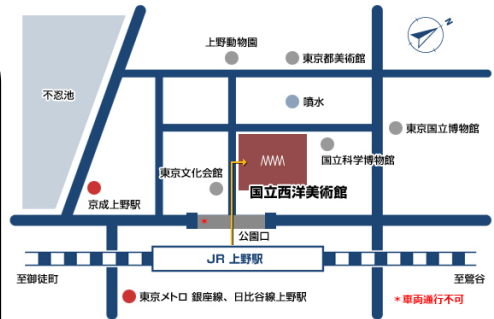 N
上野動物園
東京都美術館
不忍池
噴水
東京国立博物館
国立科学博物館
東京文化会館
国立西洋美術館
京成上野駅
*
公園口
JR 上野駅
至御徒町
至鶯谷
東京メトロ 銀座線、日比谷線上野駅
*車両通行不可